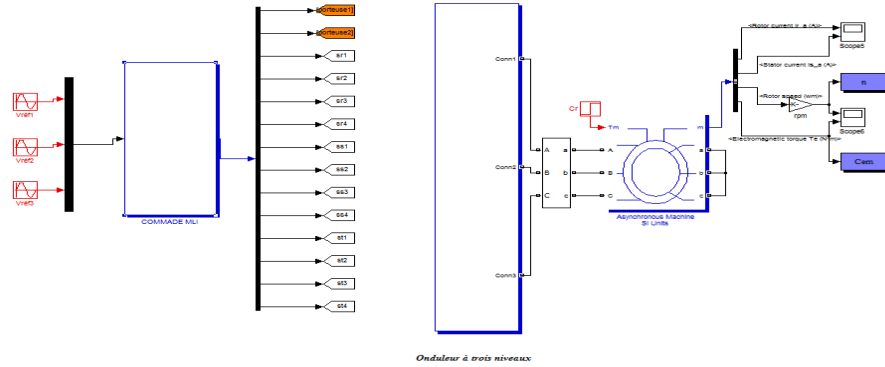 [porteuse1]
[porteuse2]
sr1
sr2
sr3
sr4
ss1
ss2
ss3
ss4
st1
st2
st3
st4
Vref1
Vref2
Vref3
COMMADE MLI
Conn1
Conn2
Conn3
Onduleur à trois niveaux
A
B
C
a
b
c
Cr
Tm
A
B
C
m
a
b
c
Asynchronous Machine
SI Units
<Rotor current ir_a (A)>
<Stator current is_a (A)>
<Rotor speed (wm)>
<Electromagnetic torque Te (N*m)>
-K-
rpm
Scope5
n
Scope6
Cem